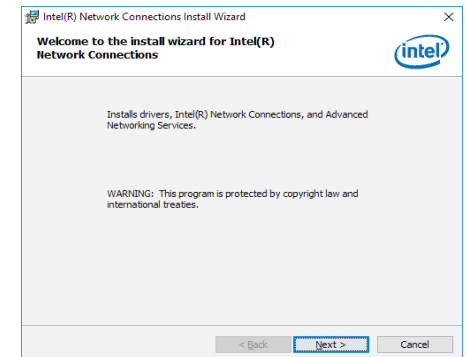 Intel(R) Network Connections Install Wizard
Welcome to the install wizard for Intel(R)
Network Connections
intel
Installs drivers, Intel(R) Network Connections, and Advanced
Networking Services.
WARNING: This program is protected by copyright law and
international treaties.
< Back Next > Cancel